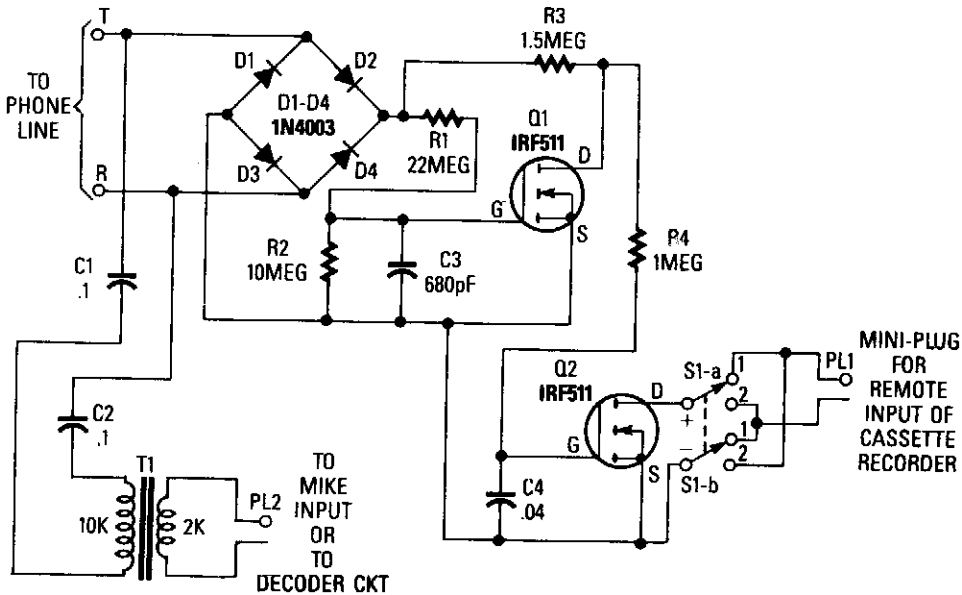 T
TO
PHONE
LINE
R
D1
D2
D1-D4
1N4003
D3
D4
R3
1.5MEG
R1
22MEG
Q1
IRF511
D
G
S
R2
10MEG
C3
680pF
R4
1MEG
C1
.1
C2
.1
T1
10K
2K
PL2
TO
MIKE
INPUT
OR
TO
DECODER CKT
Q2
IRF511
D
G
S
C4
.04
S1-a
1
2
+
−
1
2
S1-b
PL1
MINI-PLUG
FOR
REMOTE
INPUT OF
CASSETTE
RECORDER